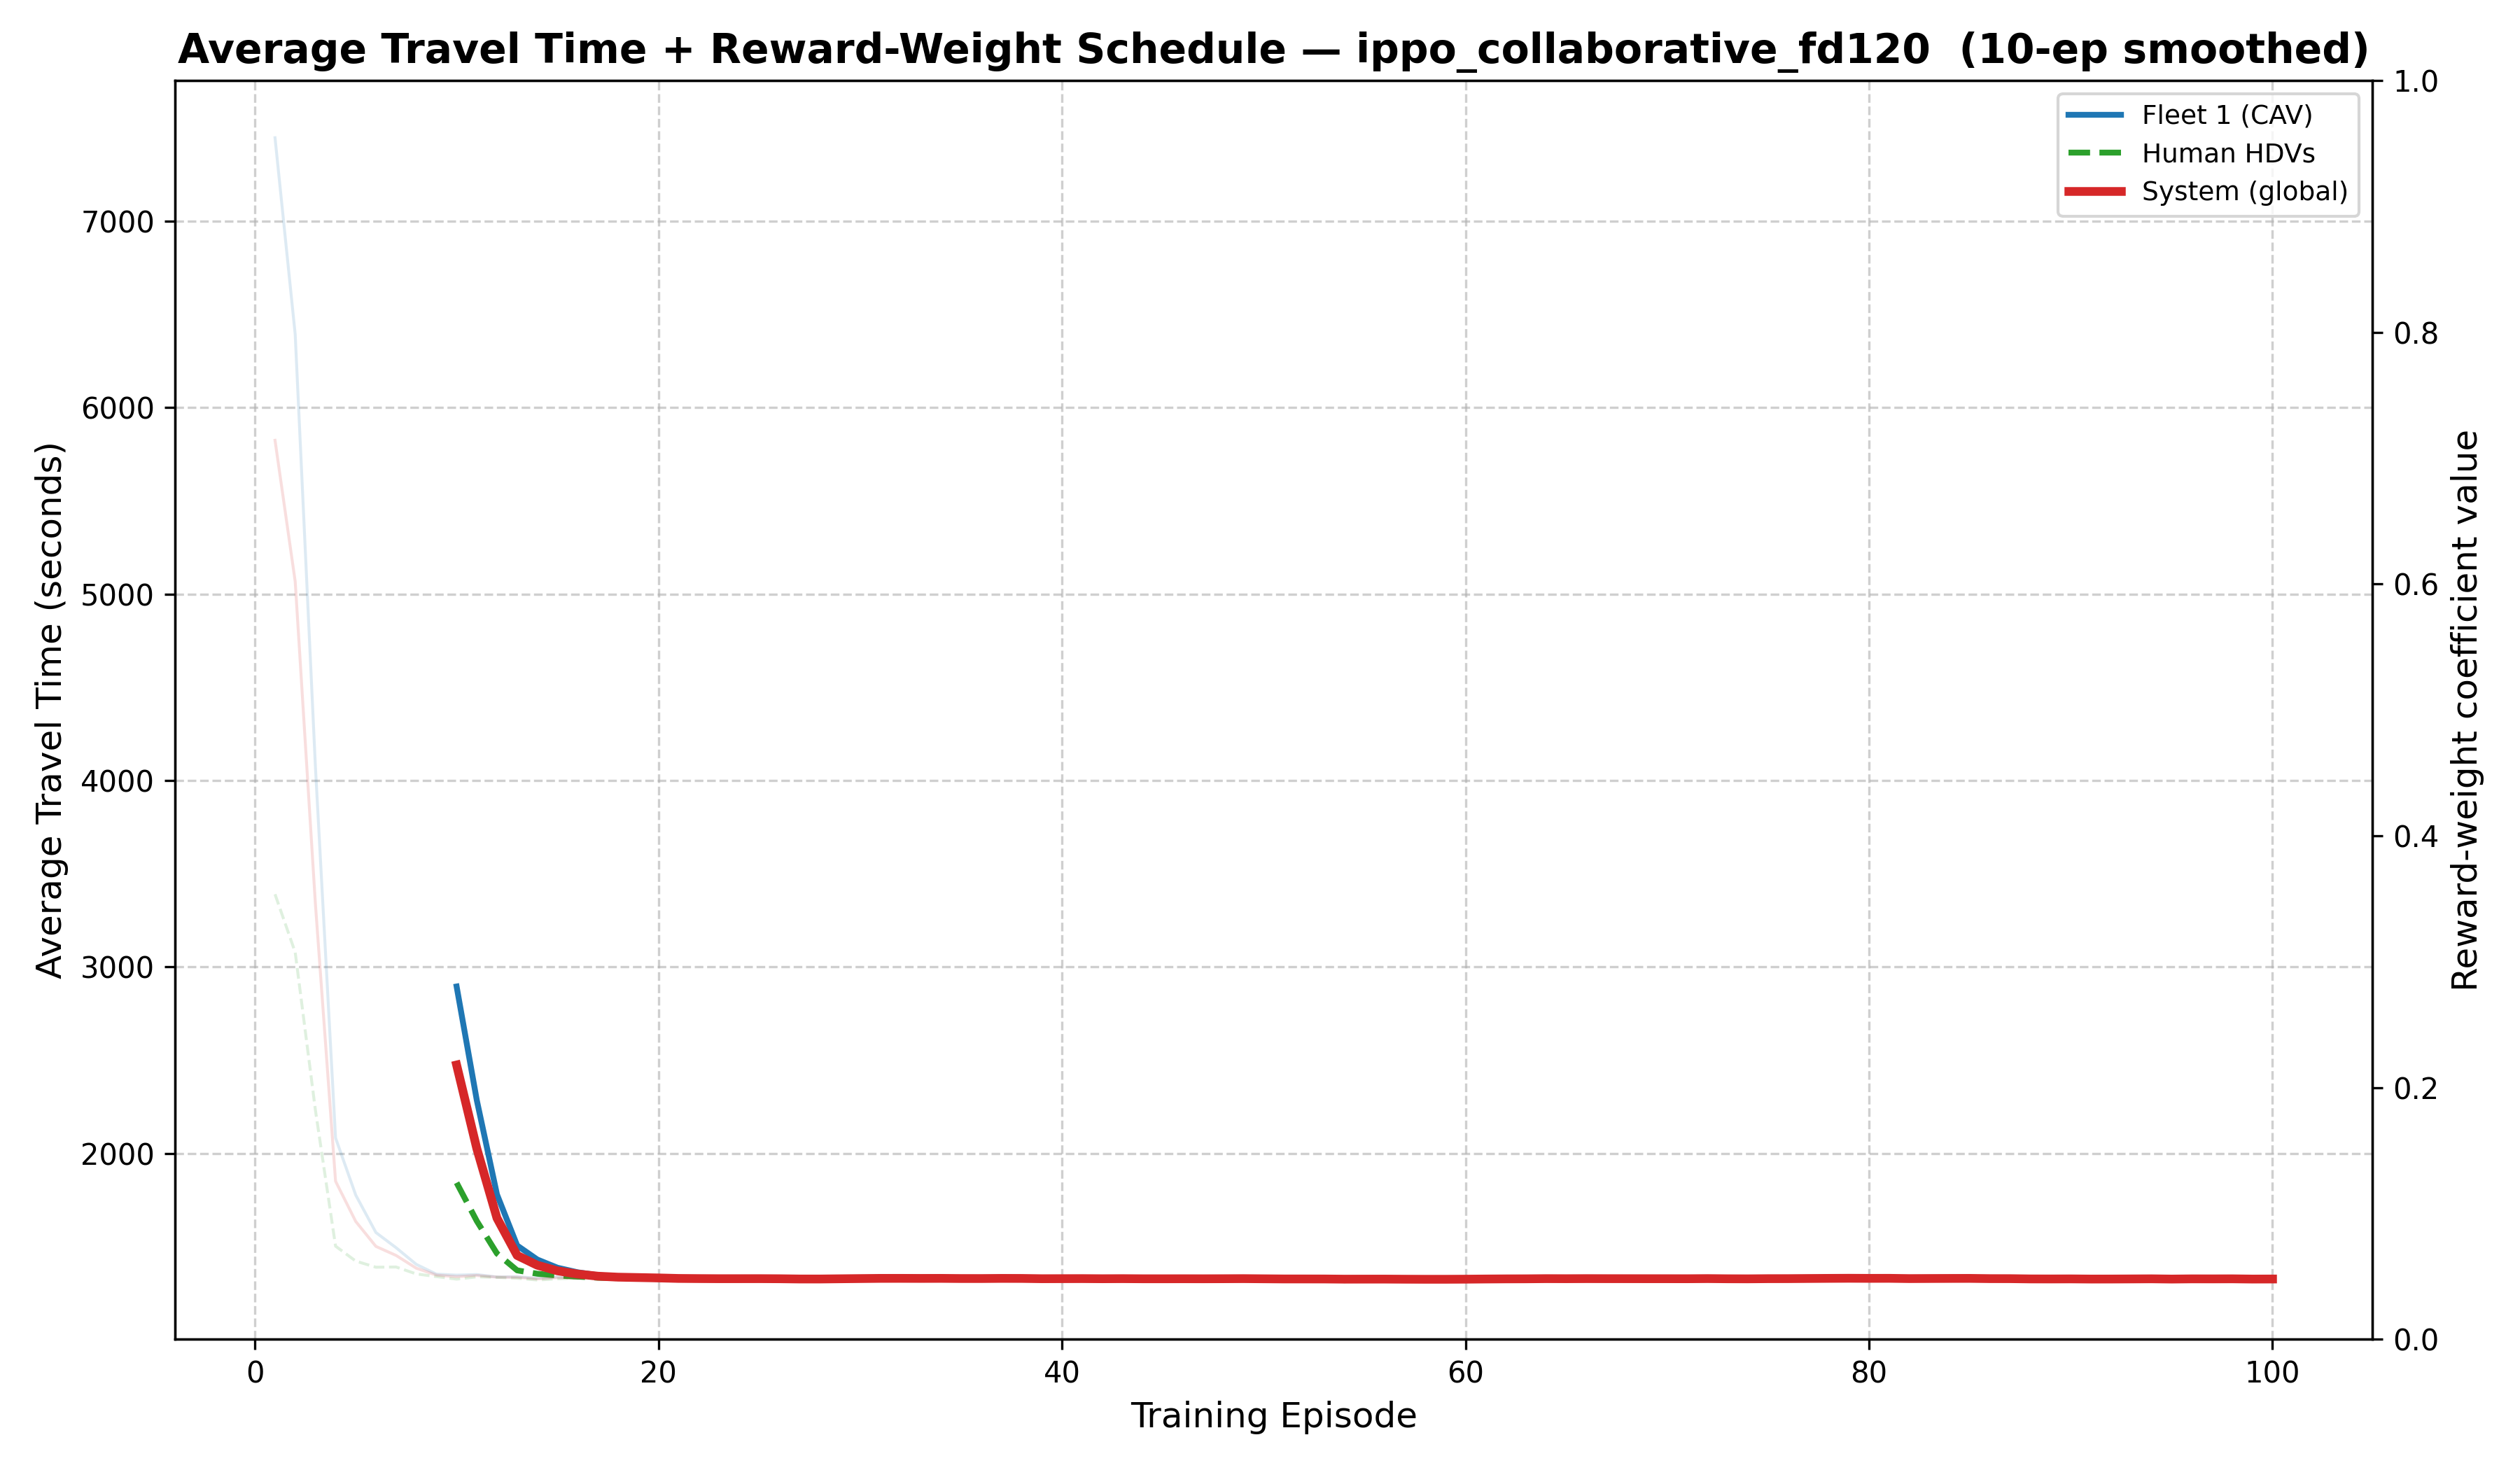 Average Travel Time + Reward-Weight Schedule — ippo_collaborative_fd120 (10-ep smoothed)
Fleet 1 (CAV)
Human HDVs
System (global)
Average Travel Time (seconds)
7000
6000
5000
4000
3000
2000
1.0
0.8
0.6
0.4
0.2
0.0
Reward-weight coefficient value
0 20 40 60 80 100
Training Episode